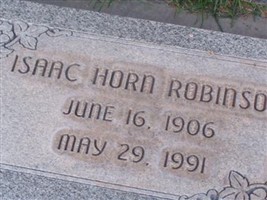 ISAAC HORN ROBINSO
JUNE 16, 1906
MAY 29, 1991